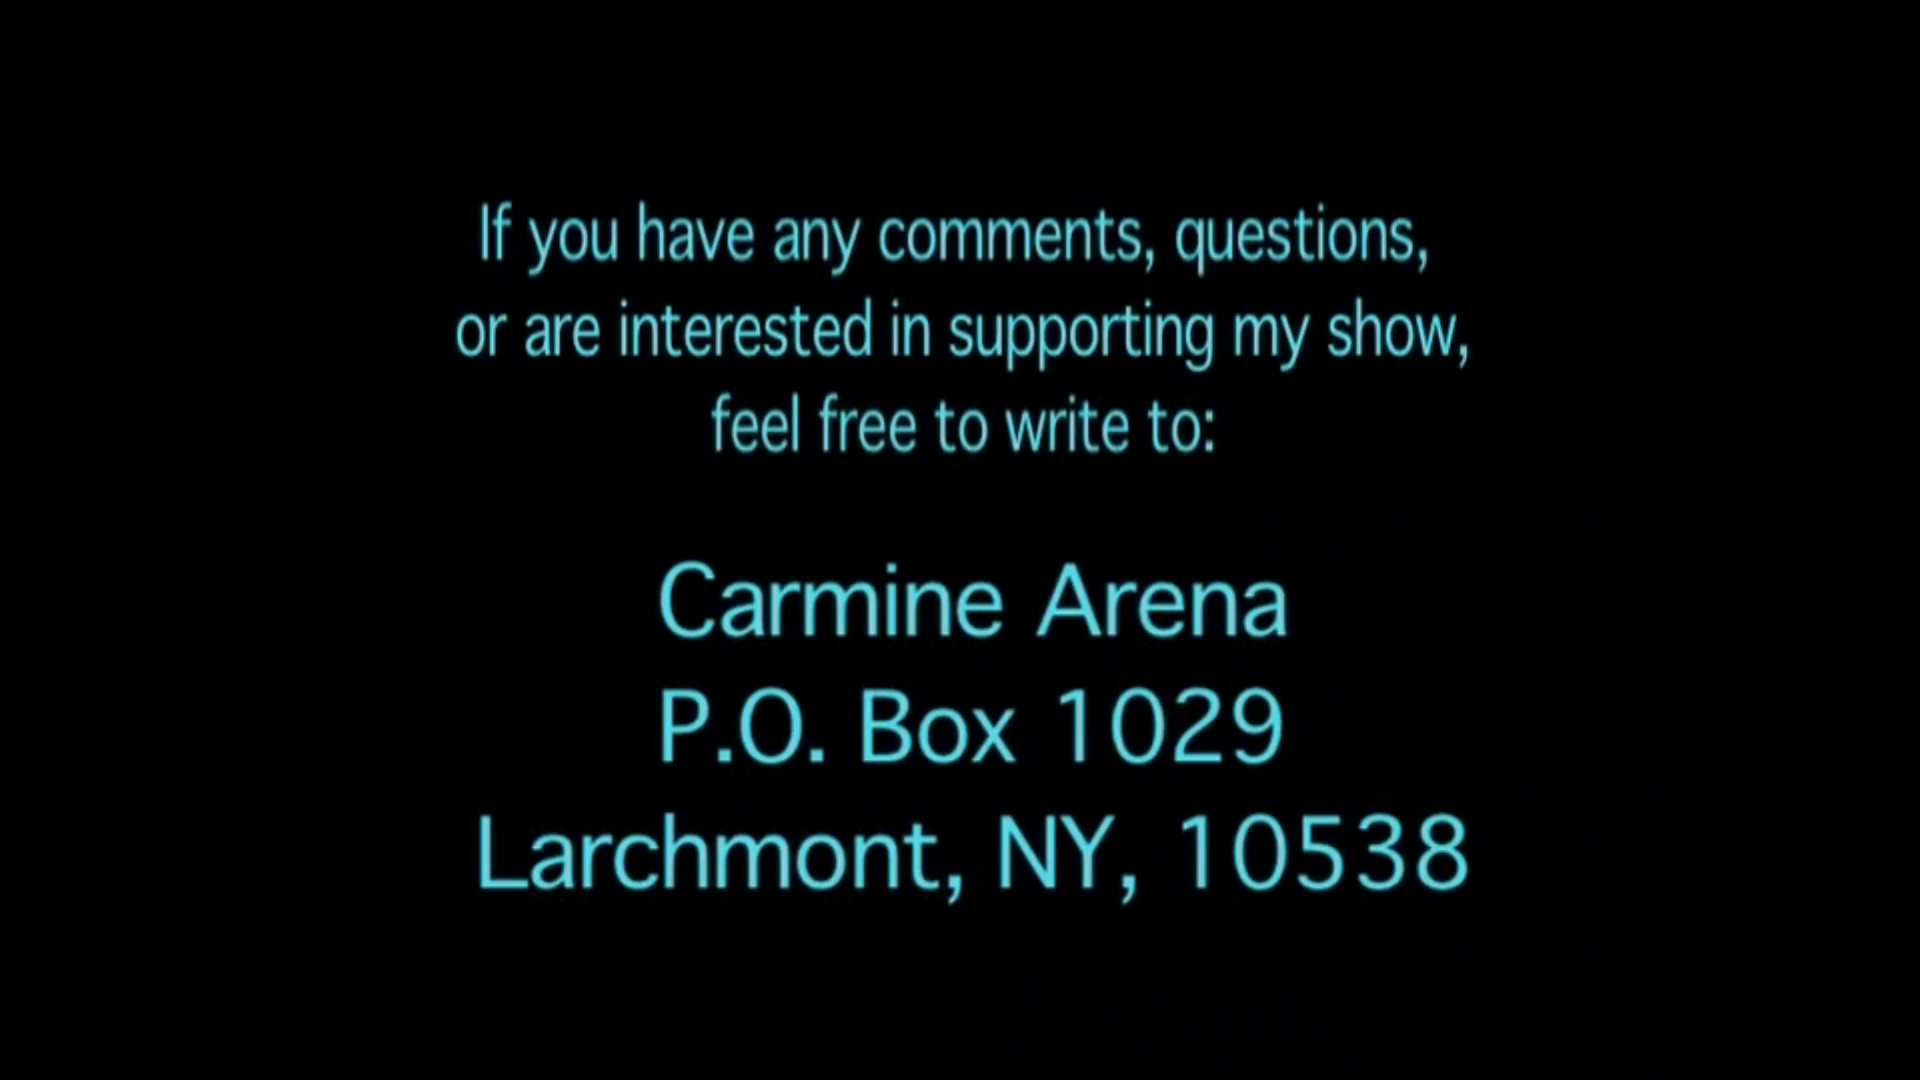 If you have any comments, questions,
or are interested in supporting my show,
feel free to write to:
Carmine Arena
P.O. Box 1029
Larchmont, NY, 10538